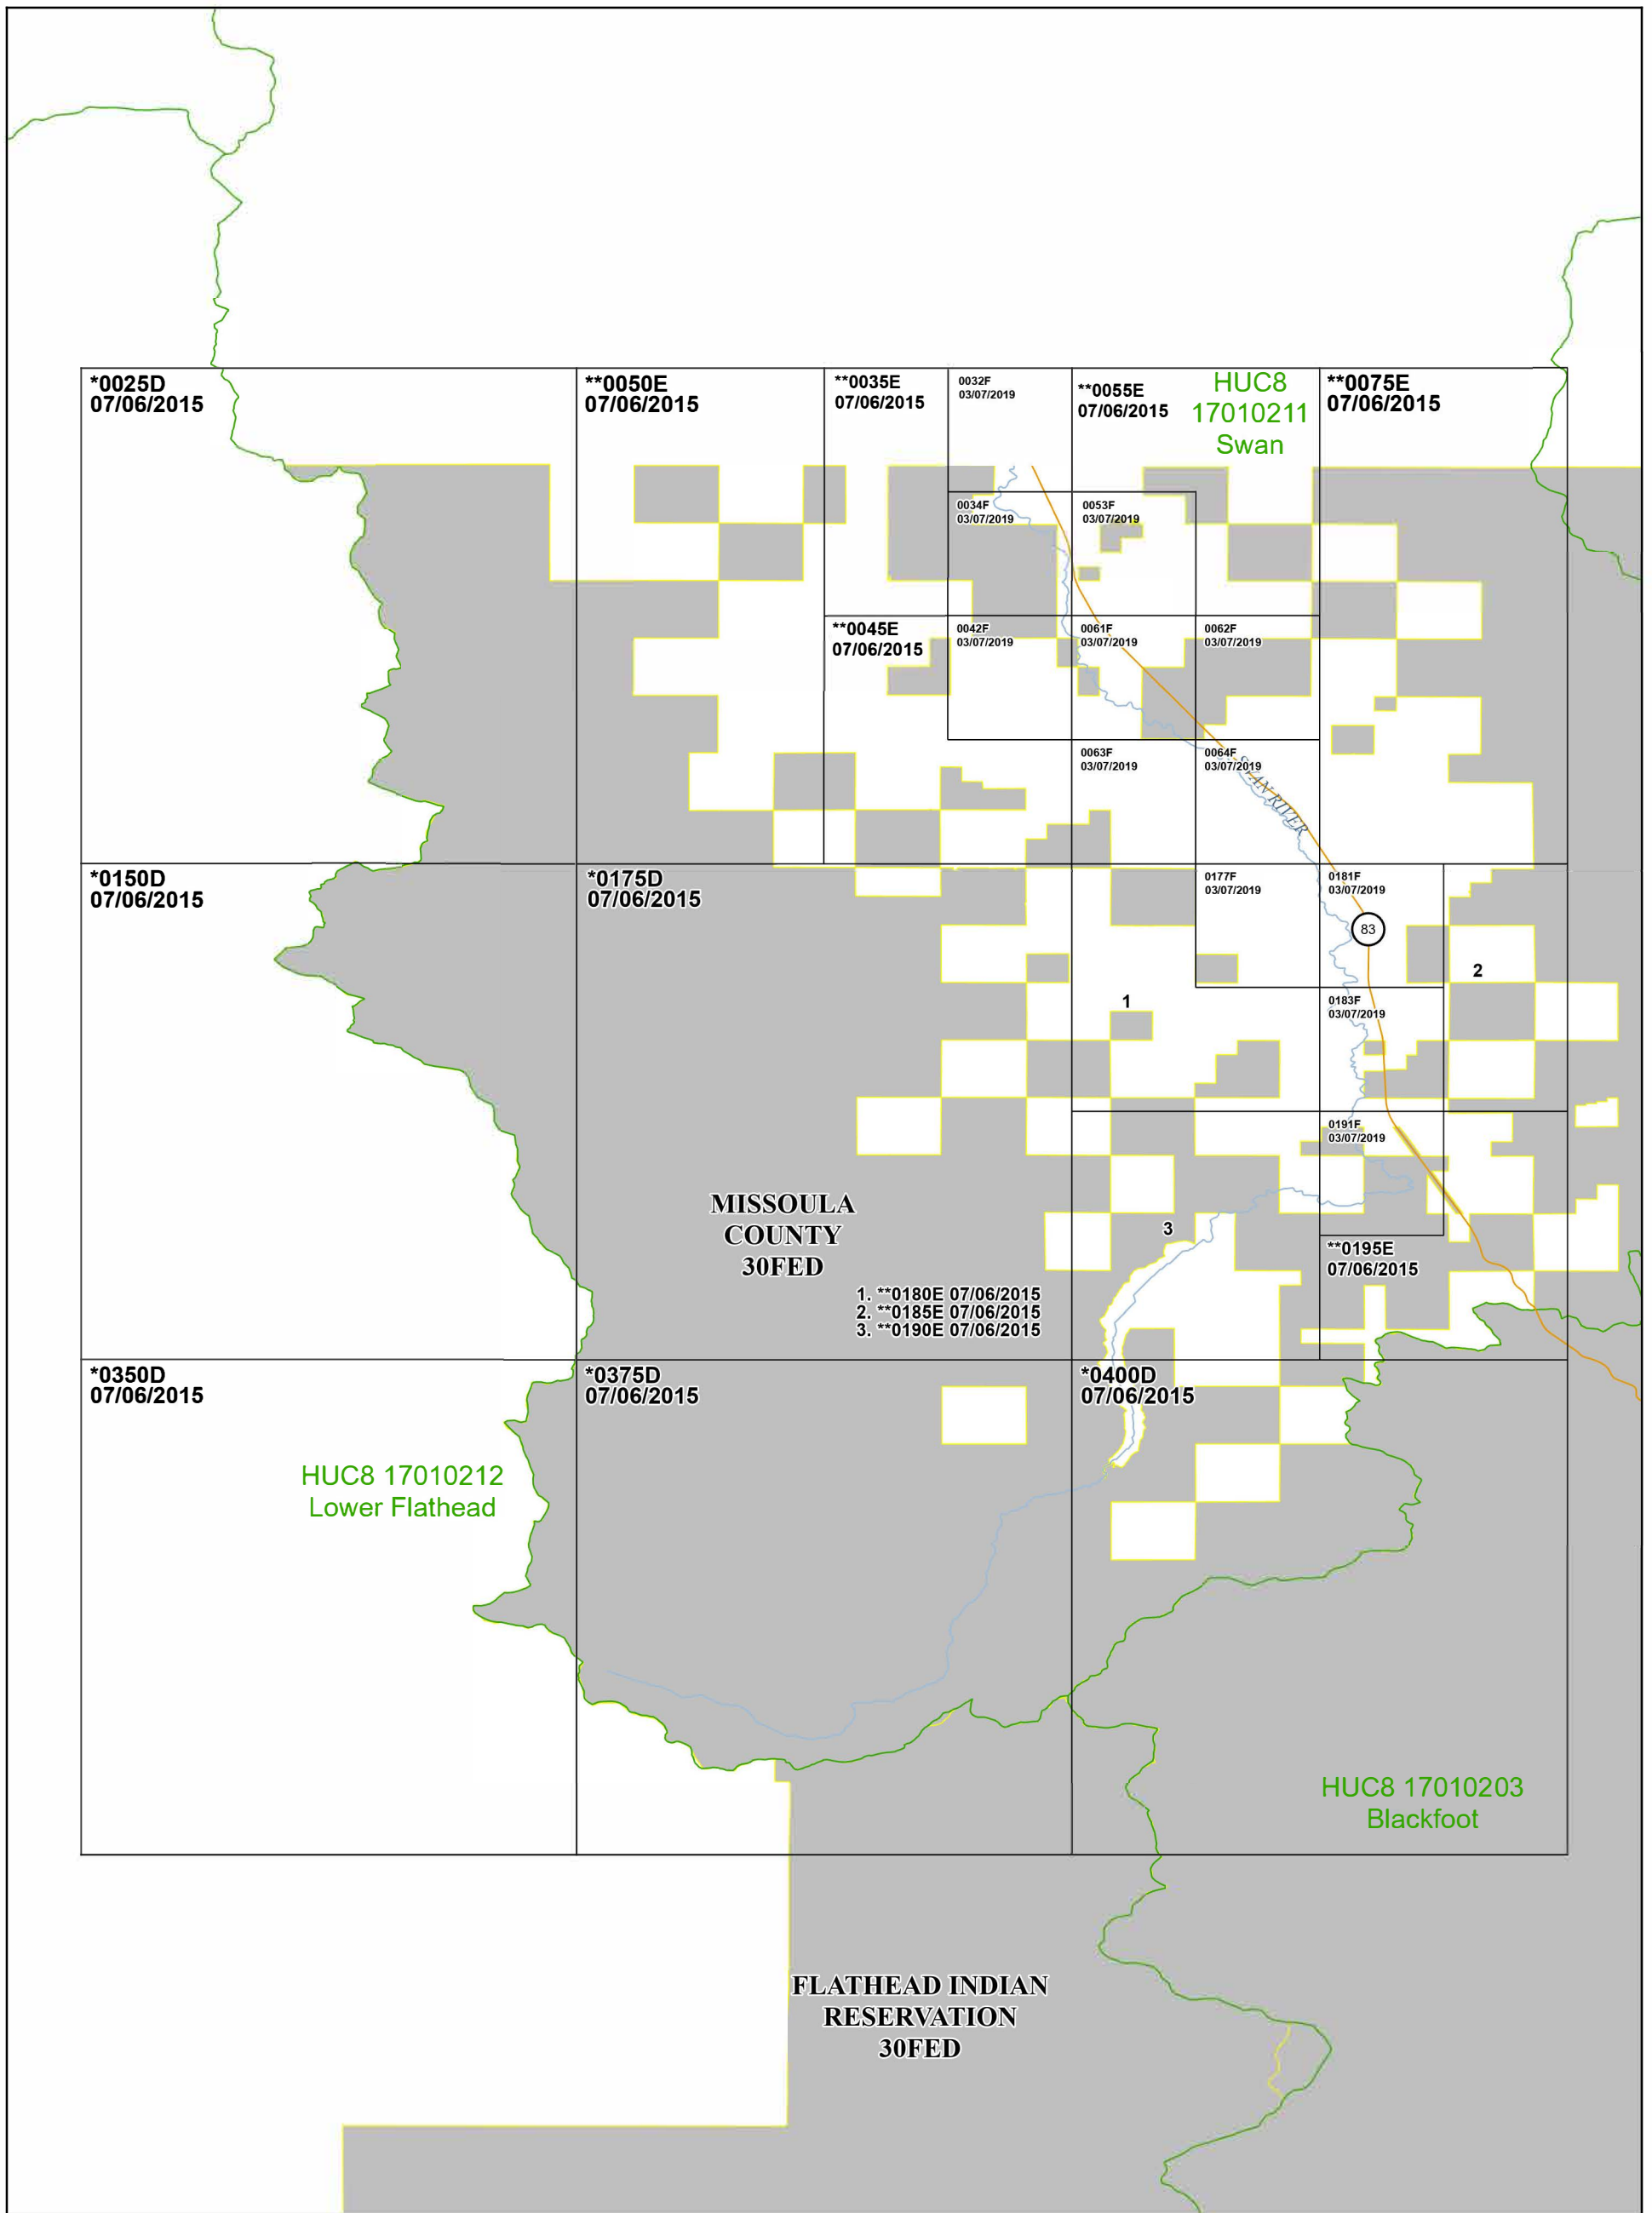 *0025D
07/06/2015
**0050E
07/06/2015
**0035E
07/06/2015
0032F
03/07/2019
**0055E
07/06/2015
HUC8
17010211
Swan
**0075E
07/06/2015
0034F
03/07/2019
0053F
03/07/2019
**0045E
07/06/2015
0042F
03/07/2019
0061F
03/07/2019
0062F
03/07/2019
0063F
03/07/2019
0064F
03/07/2019
SWAN RIVER
*0150D
07/06/2015
*0175D
07/06/2015
0177F
03/07/2019
0181F
03/07/2019
83
2
1
0183F
03/07/2019
0191F
03/07/2019
MISSOULA
COUNTY
30FED
3
**0195E
07/06/2015
1. **0180E 07/06/2015
2. **0185E 07/06/2015
3. **0190E 07/06/2015
*0350D
07/06/2015
*0375D
07/06/2015
*0400D
07/06/2015
HUC8 17010212
Lower Flathead
HUC8 17010203
Blackfoot
FLATHEAD INDIAN
RESERVATION
30FED